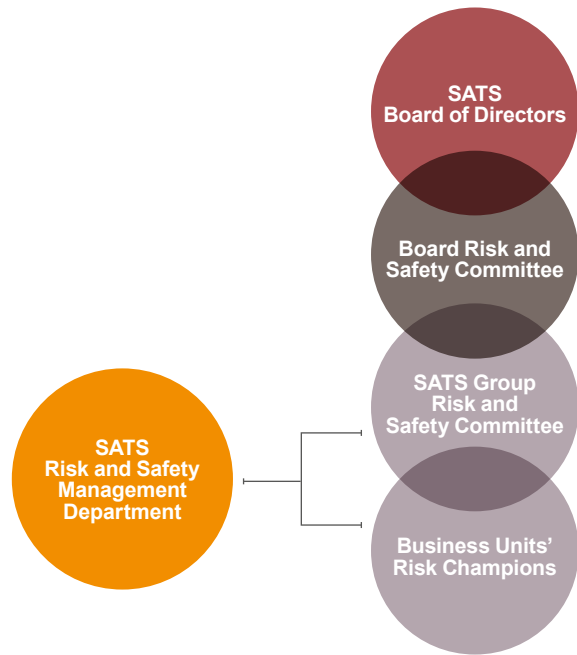 SATS
Board of Directors
Board Risk and
Safety Committee
SATS Group
Risk and
Safety Committee
SATS
Risk and Safety
Management
Department
Business Units’
Risk Champions